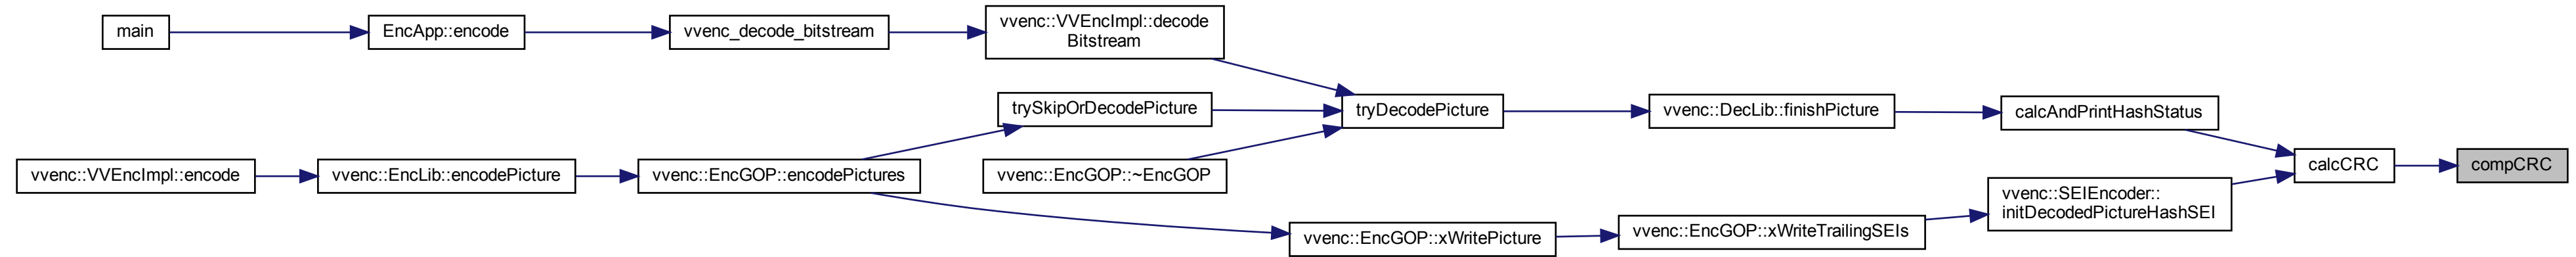 main
EncApp::encode
vvenc_decode_bitstream
vvenc::VVEncImpl::decode
Bitstream
trySkipOrDecodePicture
tryDecodePicture
vvenc::DecLib::finishPicture
calcAndPrintHashStatus
vvenc::VVEncImpl::encode
vvenc::EncLib::encodePicture
vvenc::EncGOP::encodePictures
vvenc::EncGOP::~EncGOP
calcCRC
compCRC
vvenc::SEIEncoder::
initDecodedPictureHashSEI
vvenc::EncGOP::xWritePicture
vvenc::EncGOP::xWriteTrailingSEIs